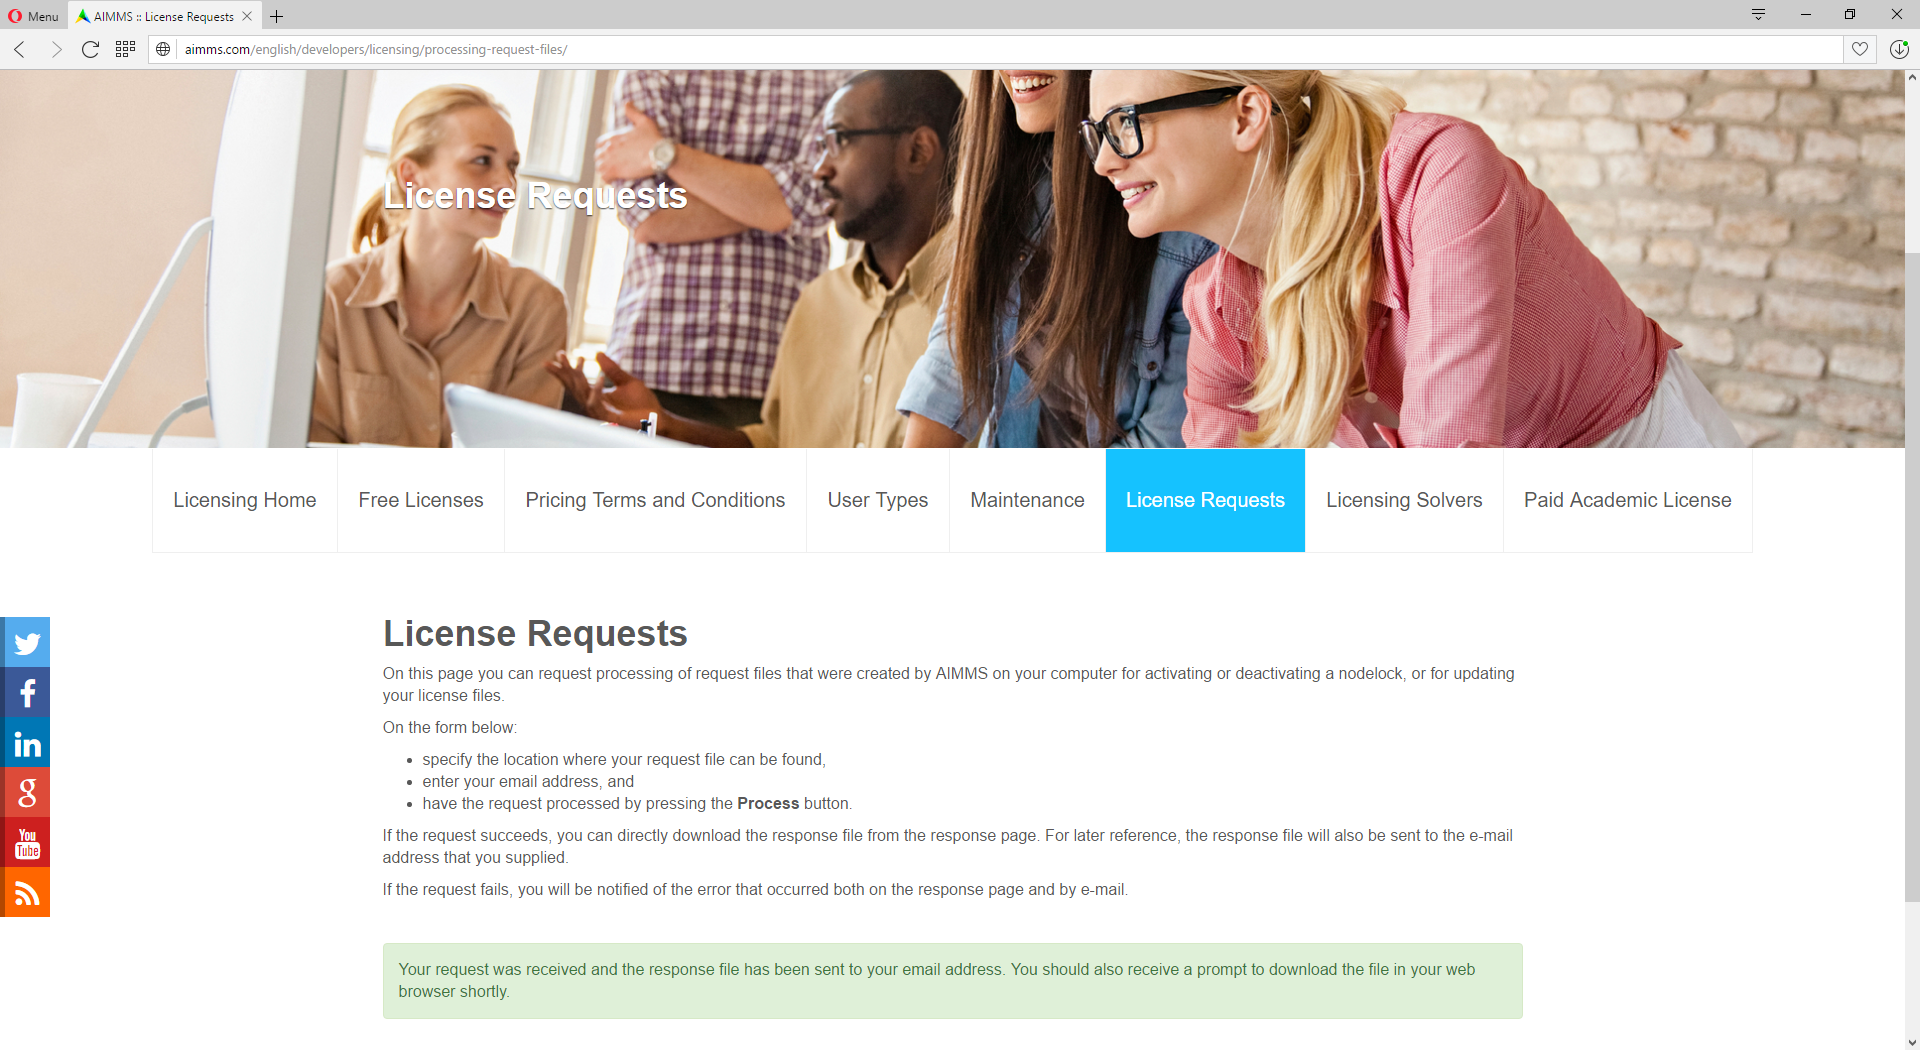 Menu
AIMMS :: License Requests
aimms.com/english/developers/licensing/processing-request-files/
License Requests
Licensing Home
Free Licenses
Pricing Terms and Conditions
User Types
Maintenance
License Requests
Licensing Solvers
Paid Academic License
License Requests
On this page you can request processing of request files that were created by AIMMS on your computer for activating or deactivating a nodelock, or for updating
your license files.
On the form below:
specify the location where your request file can be found,
enter your email address, and
have the request processed by pressing the Process button.
If the request succeeds, you can directly download the response file from the response page. For later reference, the response file will also be sent to the e-mail
address that you supplied.
If the request fails, you will be notified of the error that occurred both on the response page and by e-mail.
Your request was received and the response file has been sent to your email address. You should also receive a prompt to download the file in your web
browser shortly.
f
in
g
You
Tube